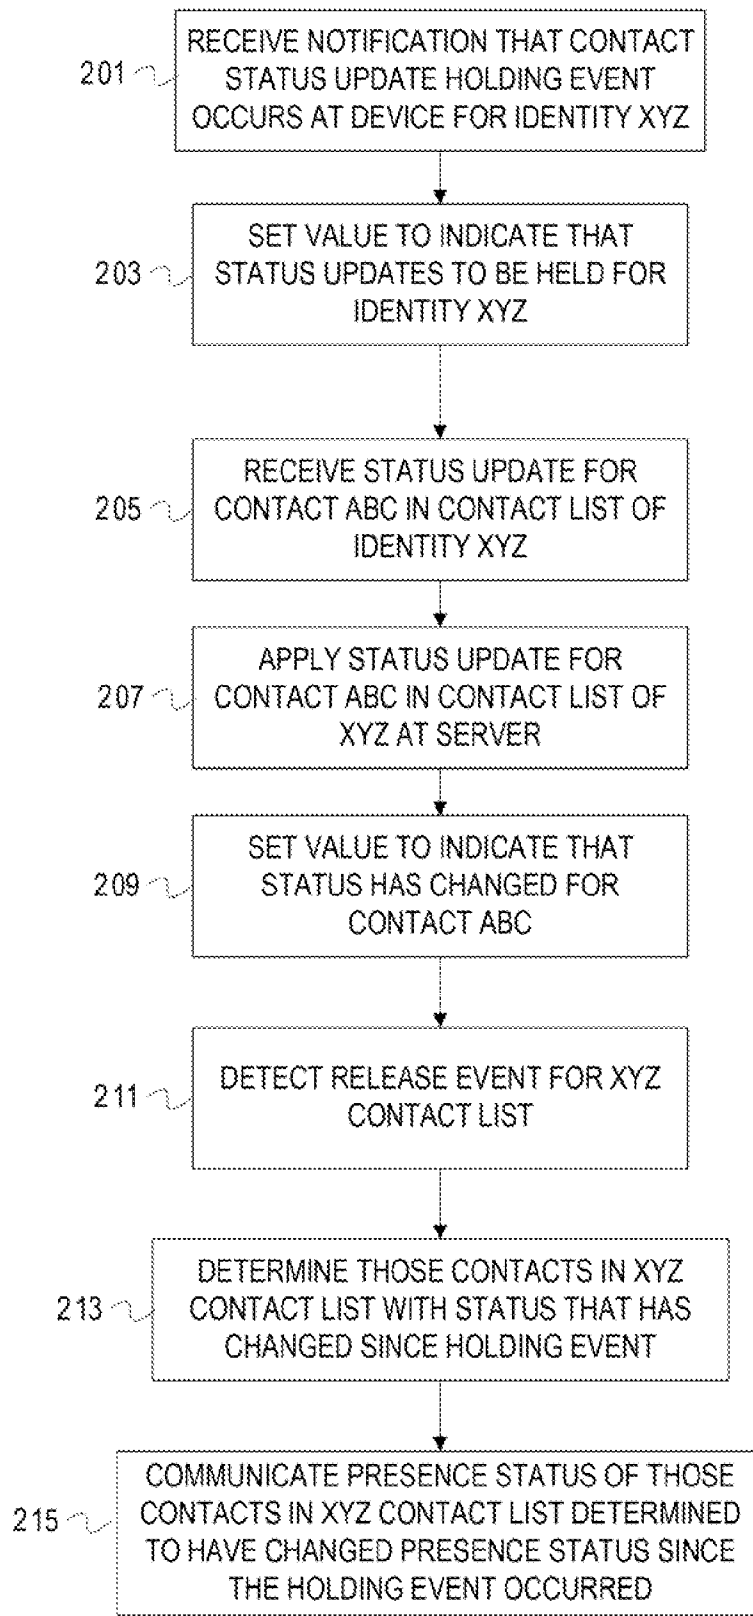 RECEIVE NOTIFICATION THAT CONTACT
STATUS UPDATE HOLDING EVENT
OCCURS AT DEVICE FOR IDENTITY XYZ
201
SET VALUE TO INDICATE THAT
STATUS UPDATES TO BE HELD FOR
IDENTITY XYZ
203
RECEIVE STATUS UPDATE FOR
CONTACT ABC IN CONTACT LIST OF
IDENTITY XYZ
205
APPLY STATUS UPDATE FOR
CONTACT ABC IN CONTACT LIST OF
XYZ AT SERVER
207
SET VALUE TO INDICATE THAT
STATUS HAS CHANGED FOR
CONTACT ABC
209
DETECT RELEASE EVENT FOR XYZ
CONTACT LIST
211
DETERMINE THOSE CONTACTS IN XYZ
CONTACT LIST WITH STATUS THAT HAS
CHANGED SINCE HOLDING EVENT
213
COMMUNICATE PRESENCE STATUS OF THOSE
CONTACTS IN XYZ CONTACT LIST DETERMINED
TO HAVE CHANGED PRESENCE STATUS SINCE
THE HOLDING EVENT OCCURRED
215